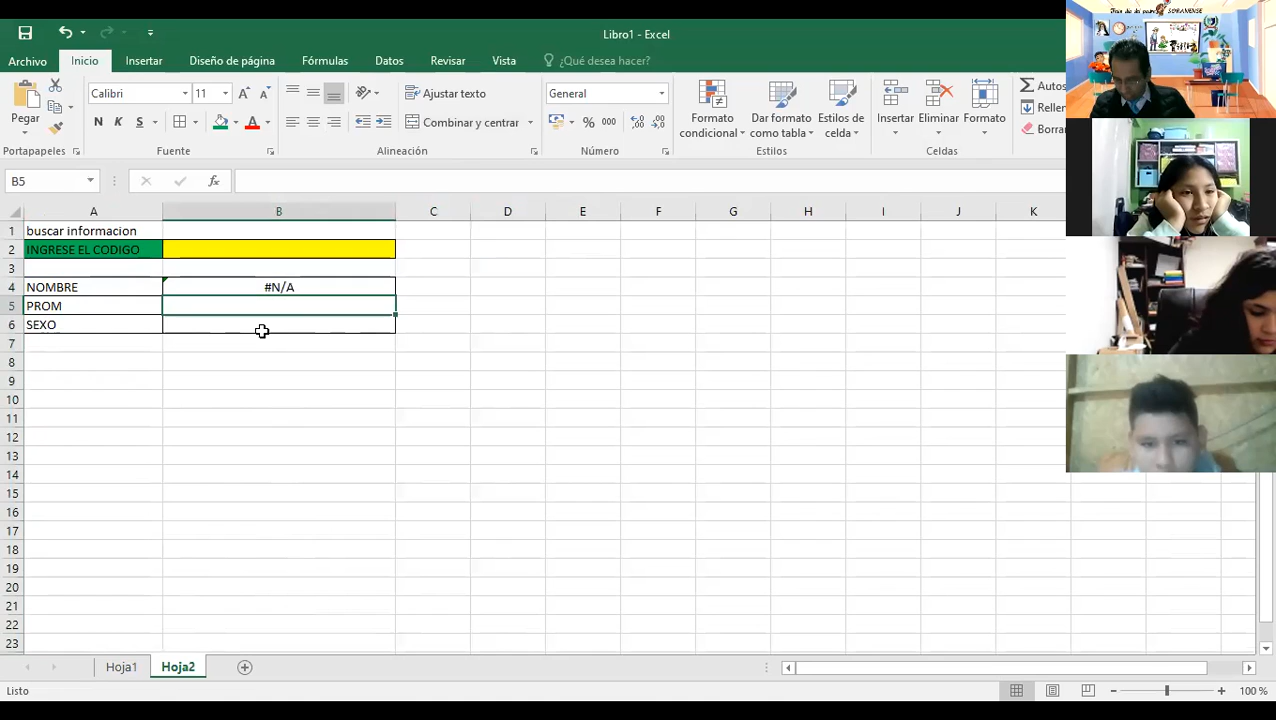 Libro1 - Excel
Archivo Inicio Insertar Diseño de página Fórmulas Datos Revisar Vista ¿Qué desea hacer?
Pegar
Calibri 11
N K S
Ajustar texto
Combinar y centrar
General
% 000
Formato condicional
Dar formato como tabla
Estilos de celda
Insertar Eliminar Formato
Autos
Rellen
Borra
Portapapeles Fuente Alineación Número Estilos Celdas
B5 fx
A B C D E F G H I J K
1 buscar informacion
2 INGRESE EL CODIGO
3
4 NOMBRE #N/A
5 PROM
6 SEXO
7
8
9
10
11
12
13
14
15
16
17
18
19
20
21
22
23
Hoja1 Hoja2
Listo 100 %